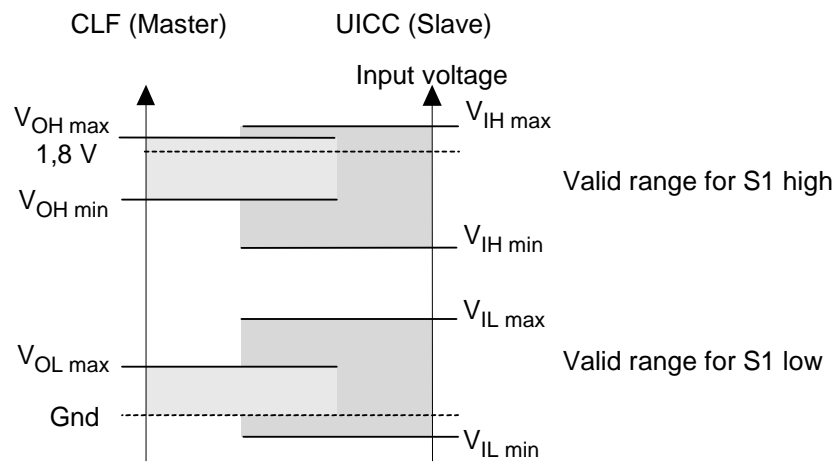 CLF (Master) UICC (Slave)
Input voltage
VOH max VIH max
1,8 V
Valid range for S1 high
VOH min
VIH min
VIL max
VOL max Valid range for S1 low
Gnd
VIL min